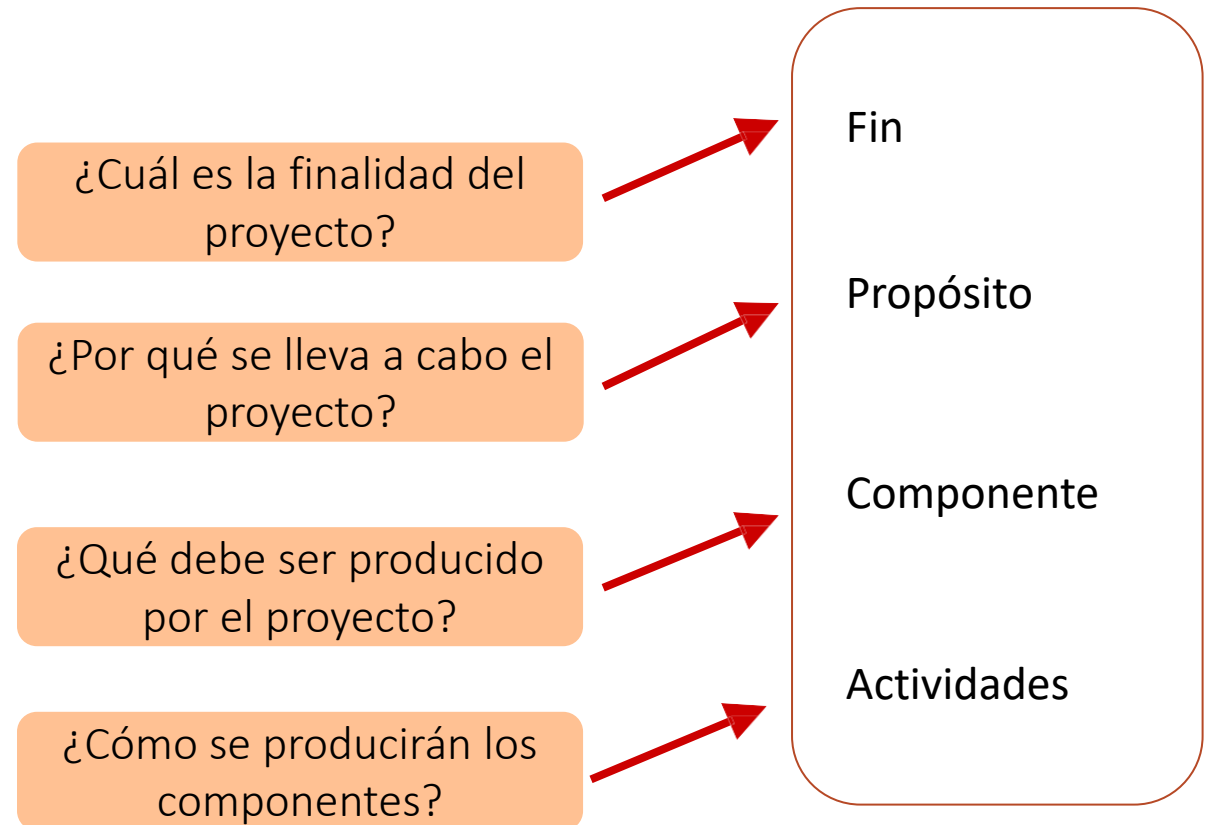 Fin
¿Cuál es la finalidad del
proyecto?
Propósito
¿Por qué se lleva a cabo el
proyecto?
Componente
¿Qué debe ser producido
por el proyecto?
Actividades
¿Cómo se producirán los
componentes?